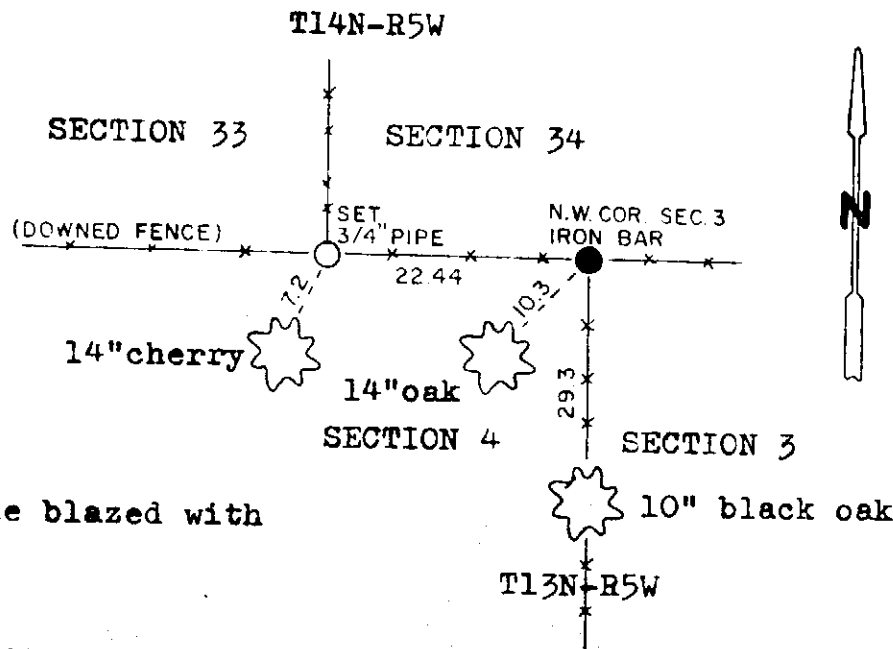 T14N-R5W
SECTION 33
SECTION 34
(DOWNED FENCE)
SET
3/4" PIPE
N.W. COR. SEC. 3
IRON BAR
N
22.44
7.2
10.3
14"cherry
14"oak
29.3
SECTION 4
SECTION 3
blazed with
10" black oak
T13N-R5W